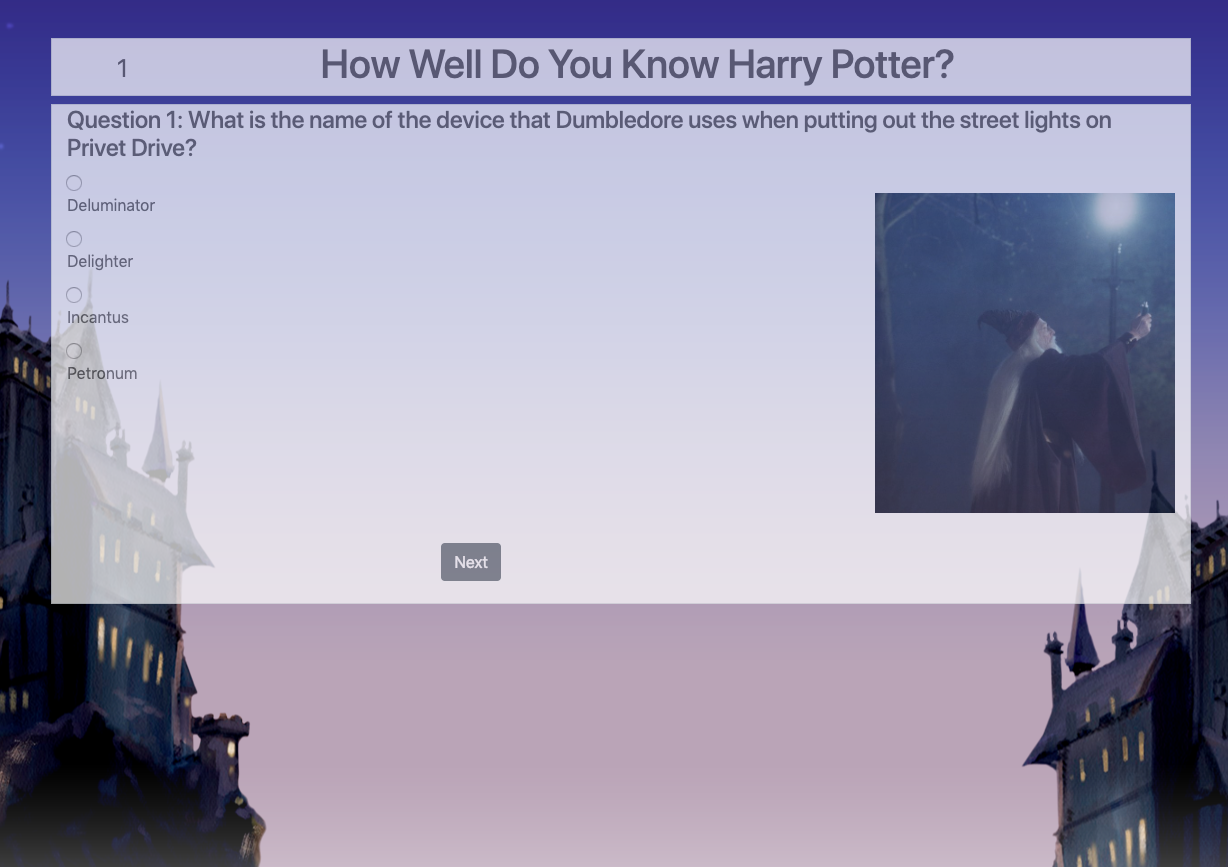 1
How Well Do You Know Harry Potter?
Question 1: What is the name of the device that Dumbledore uses when putting out the street lights on
Privet Drive?
Deluminator
Delighter
Incantus
Petronum
Next